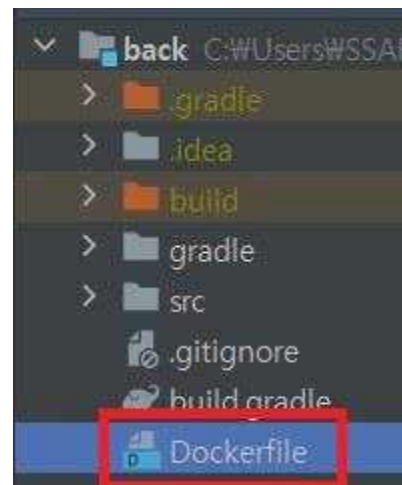 back C:₩Users₩SSA
.gradle
.idea
build
gradle
src
.gitignore
build.gradle
Dockerfile